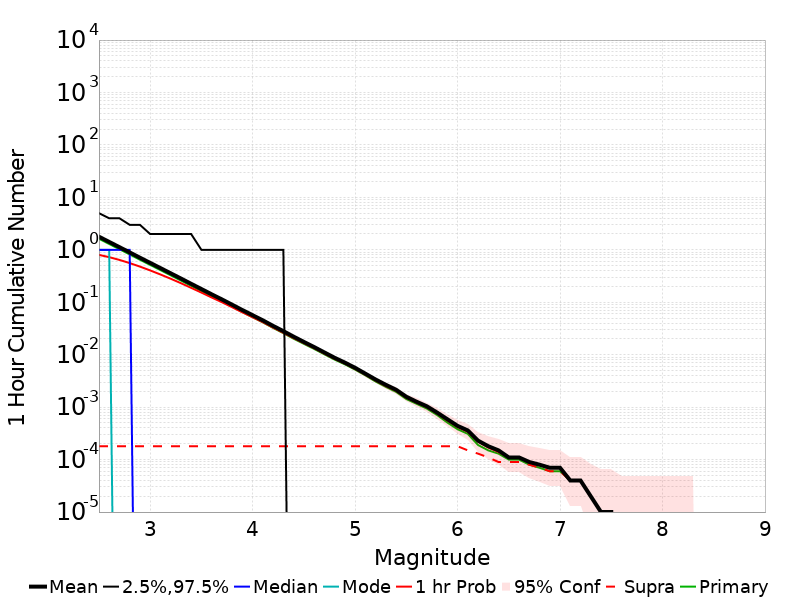 10^4
10^3
10^2
10^1
10^0
10^-1
10^-2
10^-3
10^-4
10^-5
1 Hour Cumulative Number
3 4 5 6 7 8 9
Magnitude
Mean 2.5%,97.5% Median Mode 1 hr Prob 95% Conf Supra Primary